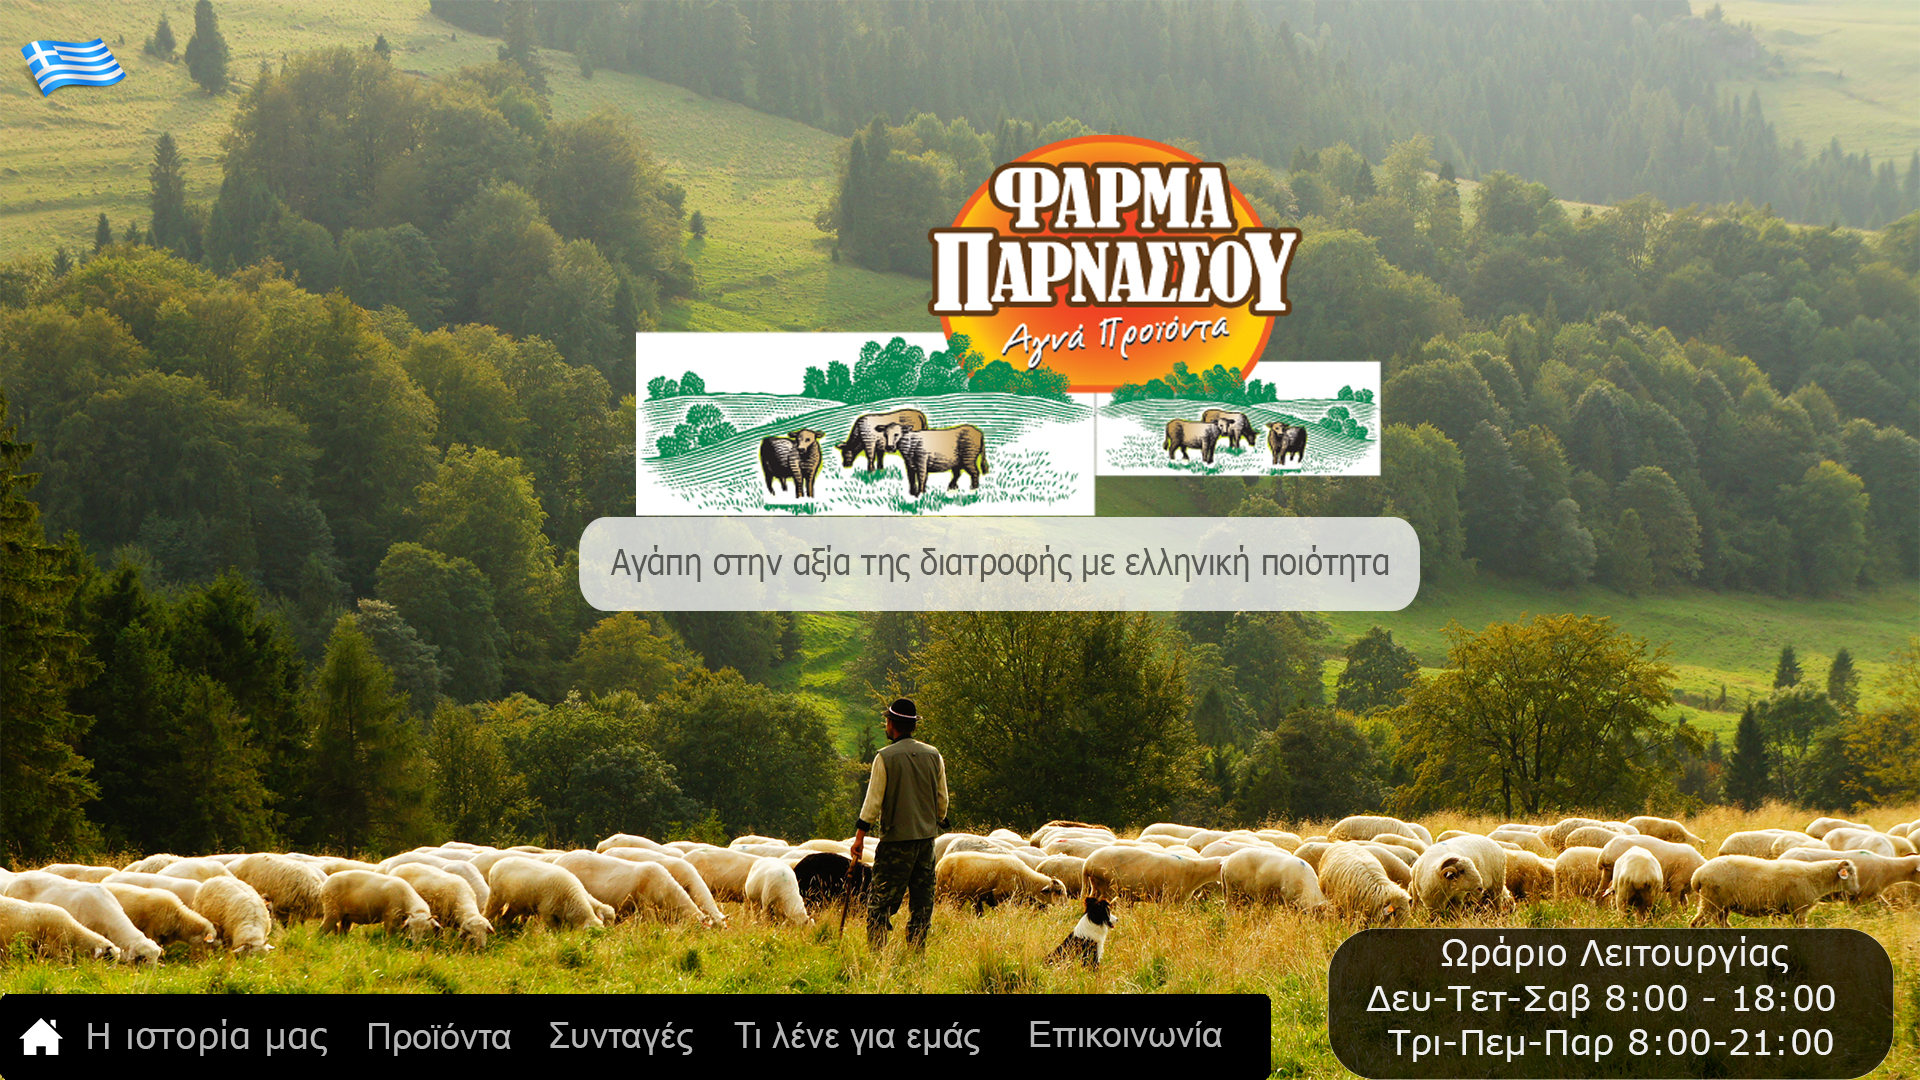 ΦΑΡΜΑ
ΠΑΡΝΑΣΣΟΥ
Αγνά Προϊόντα
Αγάπη στην αξία της διατροφής με ελληνική ποιότητα
Ωράριο Λειτουργίας
Δευ-Τετ-Σαβ 8:00 - 18:00
Τρι-Πεμ-Παρ 8:00-21:00
Η ιστορία μας Προϊόντα Συνταγές Τι λένε για εμάς Επικοινωνία